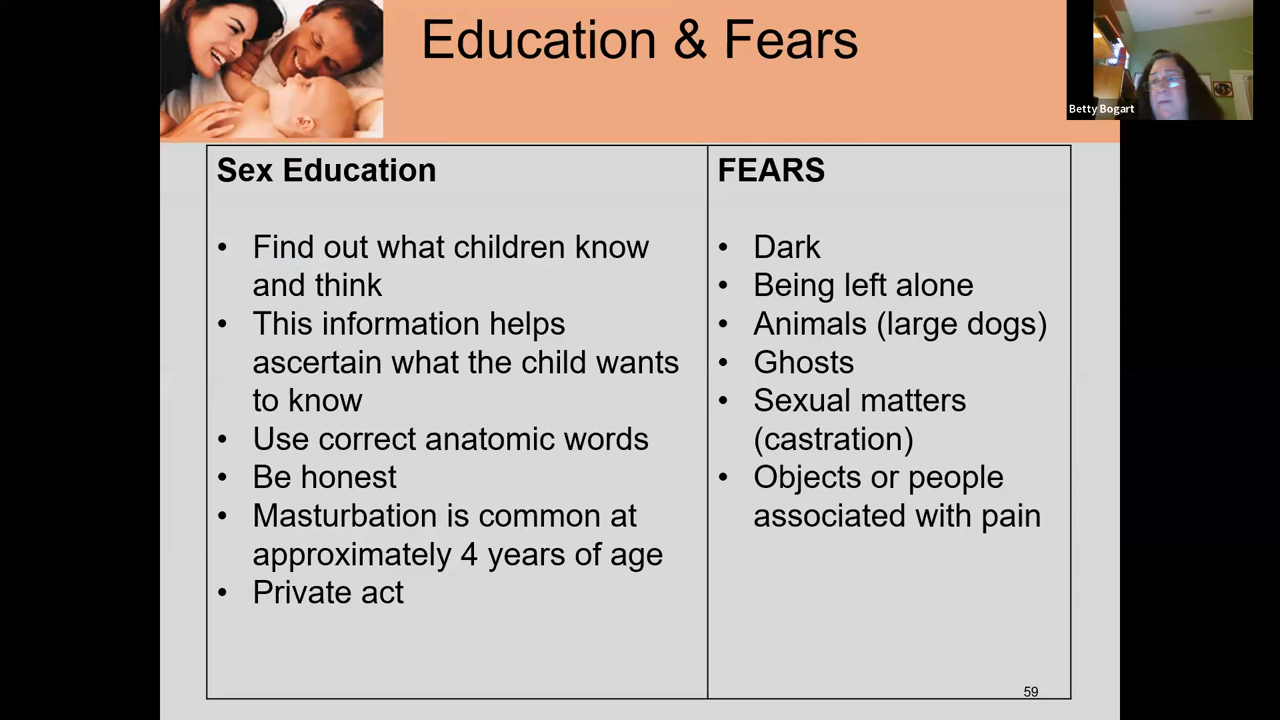 Education & Fears
Betty Bogart
Sex Education
• Find out what children know
and think
• This information helps
ascertain what the child wants
to know
• Use correct anatomic words
• Be honest
• Masturbation is common at
approximately 4 years of age
• Private act
FEARS
• Dark
• Being left alone
• Animals (large dogs)
• Ghosts
• Sexual matters
(castration)
• Objects or people
associated with pain
59